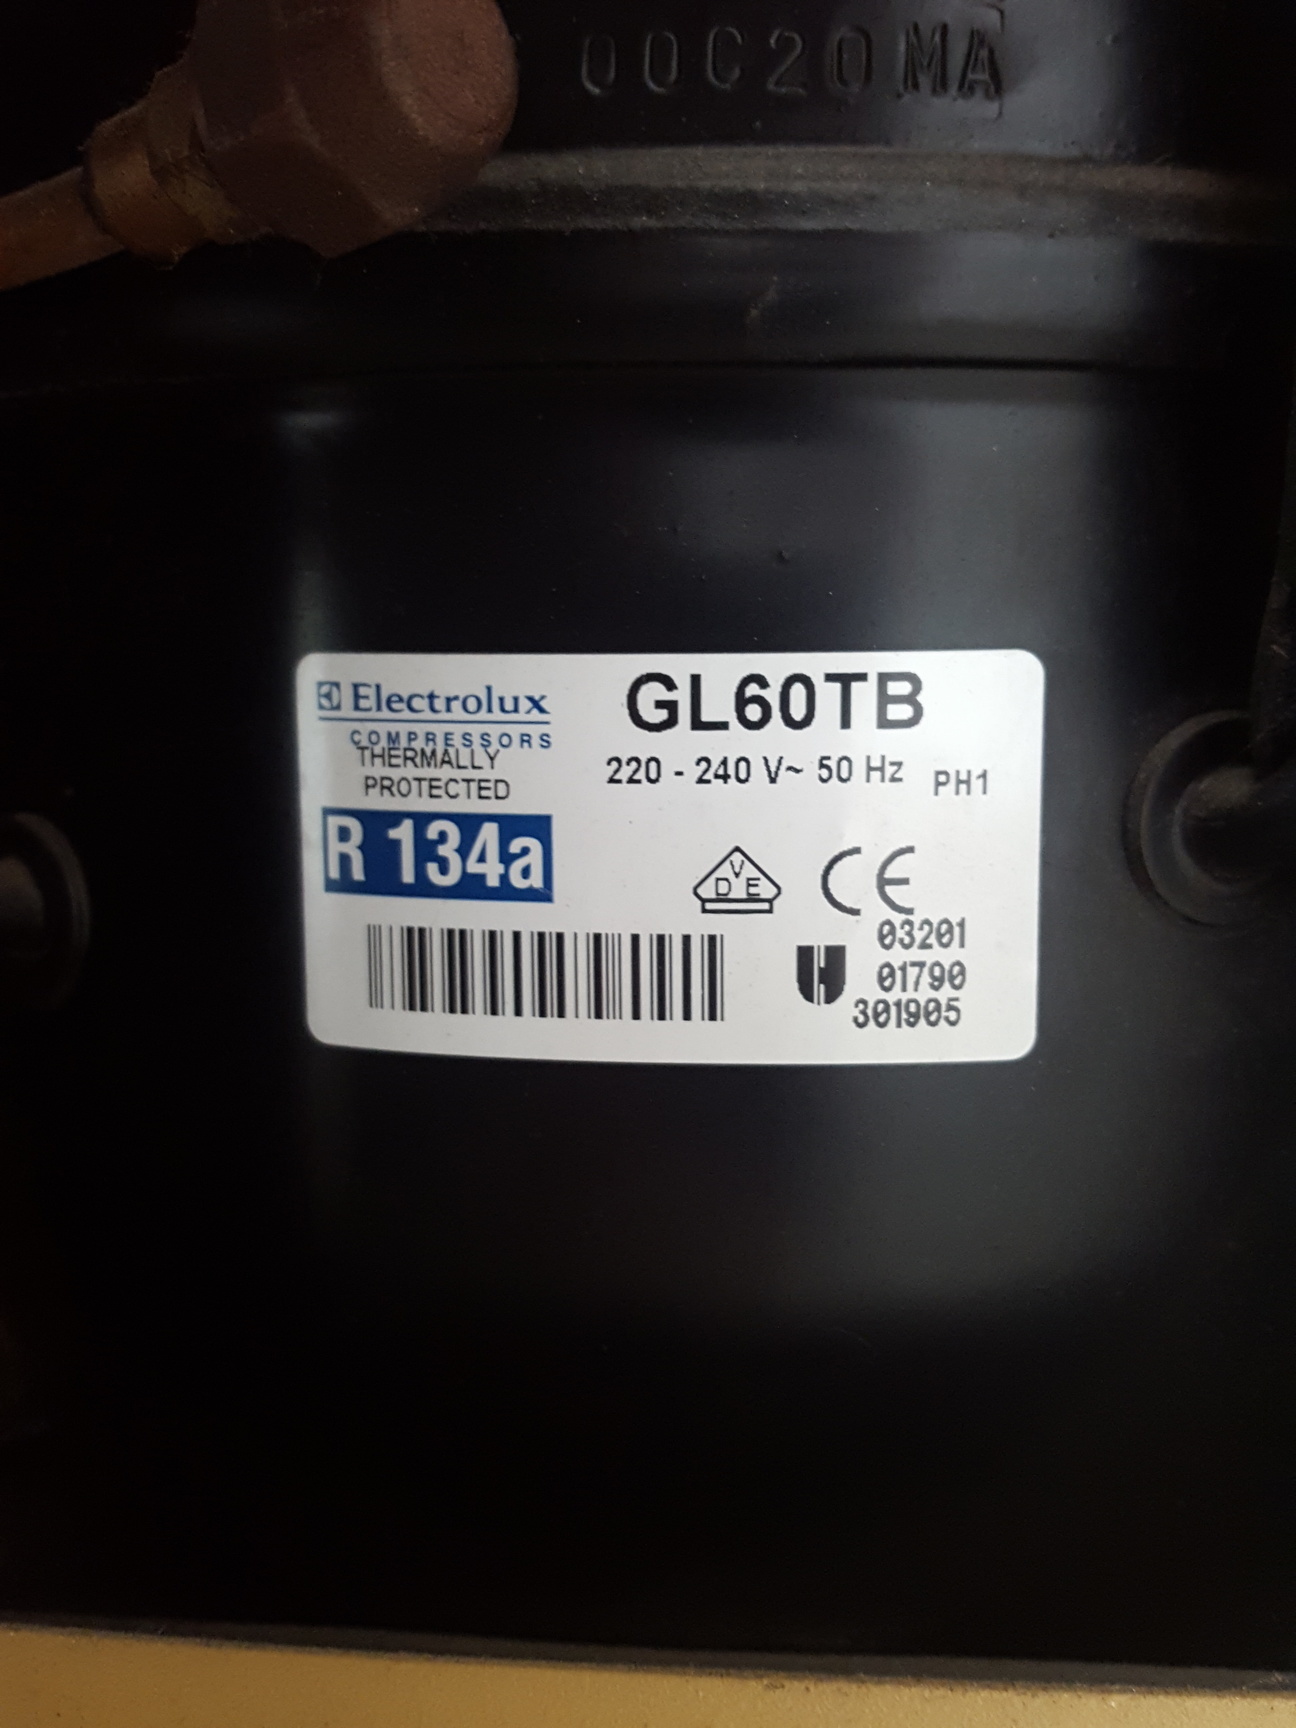 00C20MA
Electrolux
COMPRESSORS
THERMALLY
PROTECTED
R 134a
GL60TB
220 - 240 V~ 50 Hz PH1
VDE
CE
03201
01790
301905